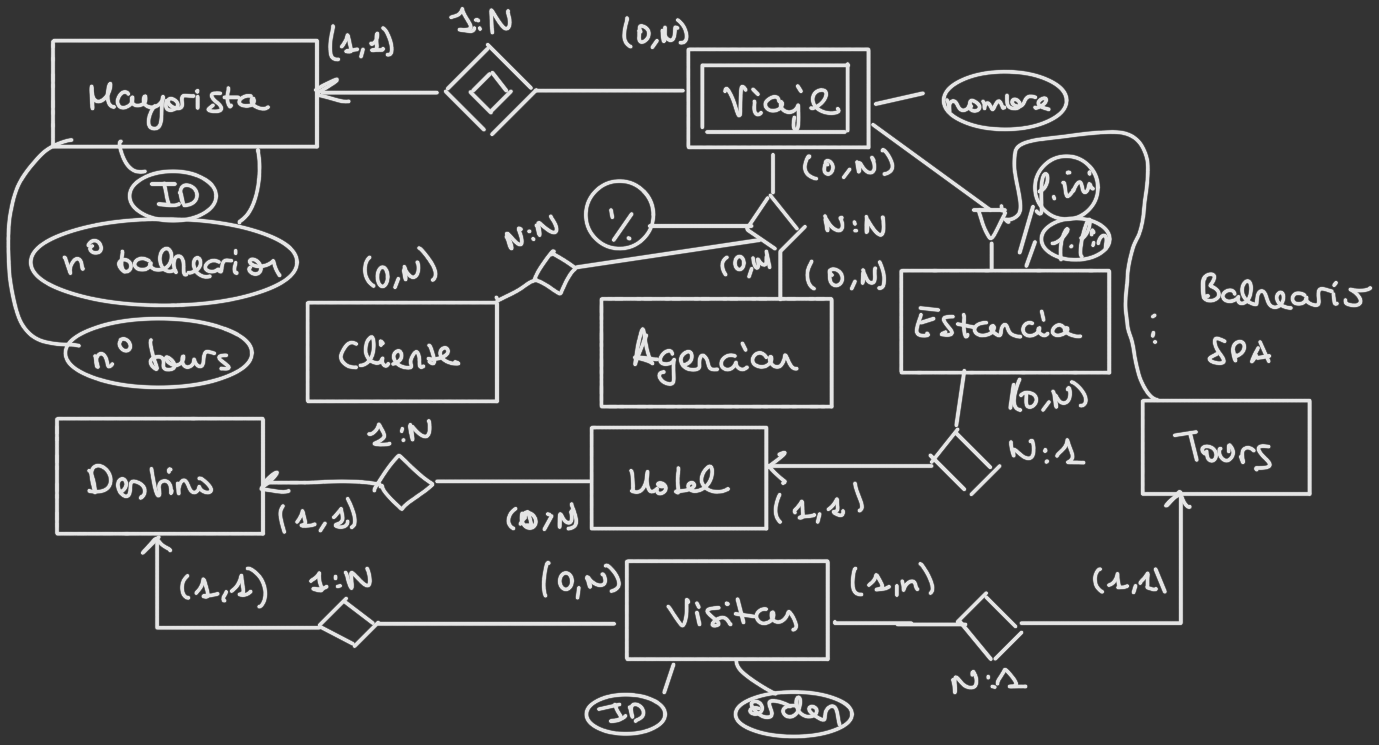 1:N
(1,1)
(0,N)
Mayorista
Viaje
nombre
(0,N)
ID
%
N:N
f.ini
f.fin
nº balnearios
N:N
(0,N)
(0,N)
(0,N)
Cliente
Agencias
Estancia
: Balneario
SPA
nº tours
1:N
(0,N)
N:1
Tours
Destino
Hotel
(1,1)
(0,N)
(1,1)
(1,1)
1:N
(0,N)
(1,n)
(1,1)
Visitas
N:1
ID
orden